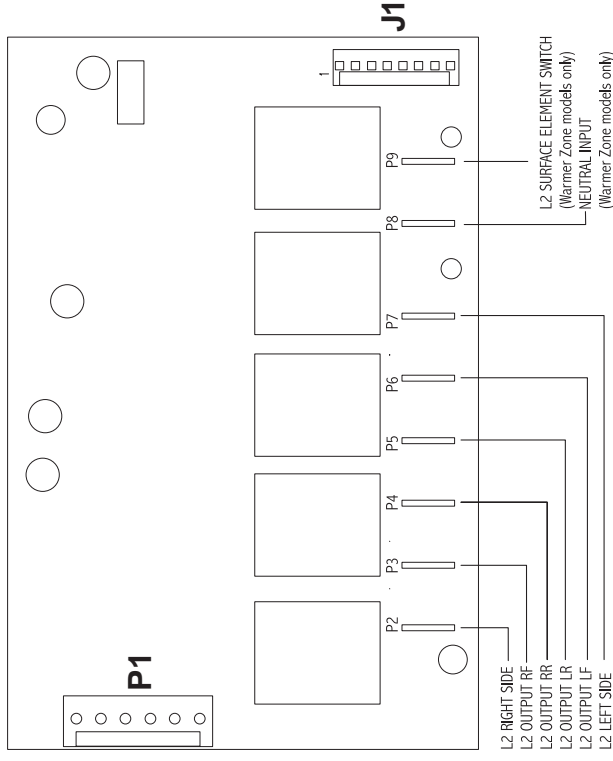 P1
J1
1
P2
P3
P4
P5
P6
P7
P8
P9
L2 RIGHT SIDE
L2 OUTPUT RF
L2 OUTPUT RR
L2 OUTPUT LR
L2 OUTPUT LF
L2 LEFT SIDE
L2 SURFACE ELEMENT SWITCH
(Warmer Zone models only)
NEUTRAL INPUT
(Warmer Zone models only)